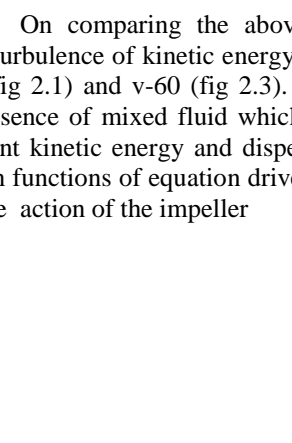 On comparing the above
urbulence of kinetic energy
fig 2.1) and v-60 (fig 2.3).
sence of mixed fluid which
nt kinetic energy and dispe
n functions of equation drive
e action of the impeller